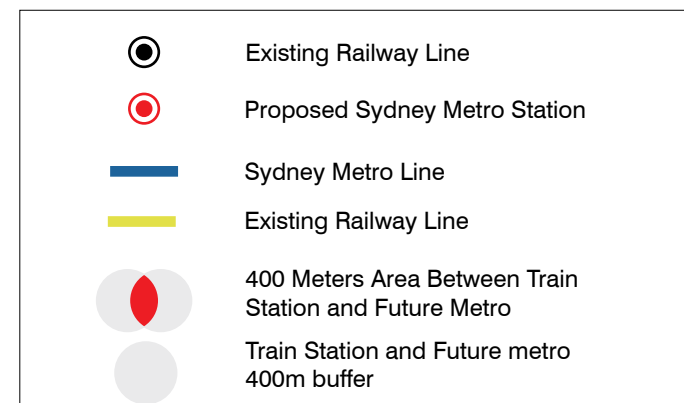 Existing Railway Line
Proposed Sydney Metro Station
Sydney Metro Line
Existing Railway Line
400 Meters Area Between Train
Station and Future Metro
Train Station and Future metro
400m buffer